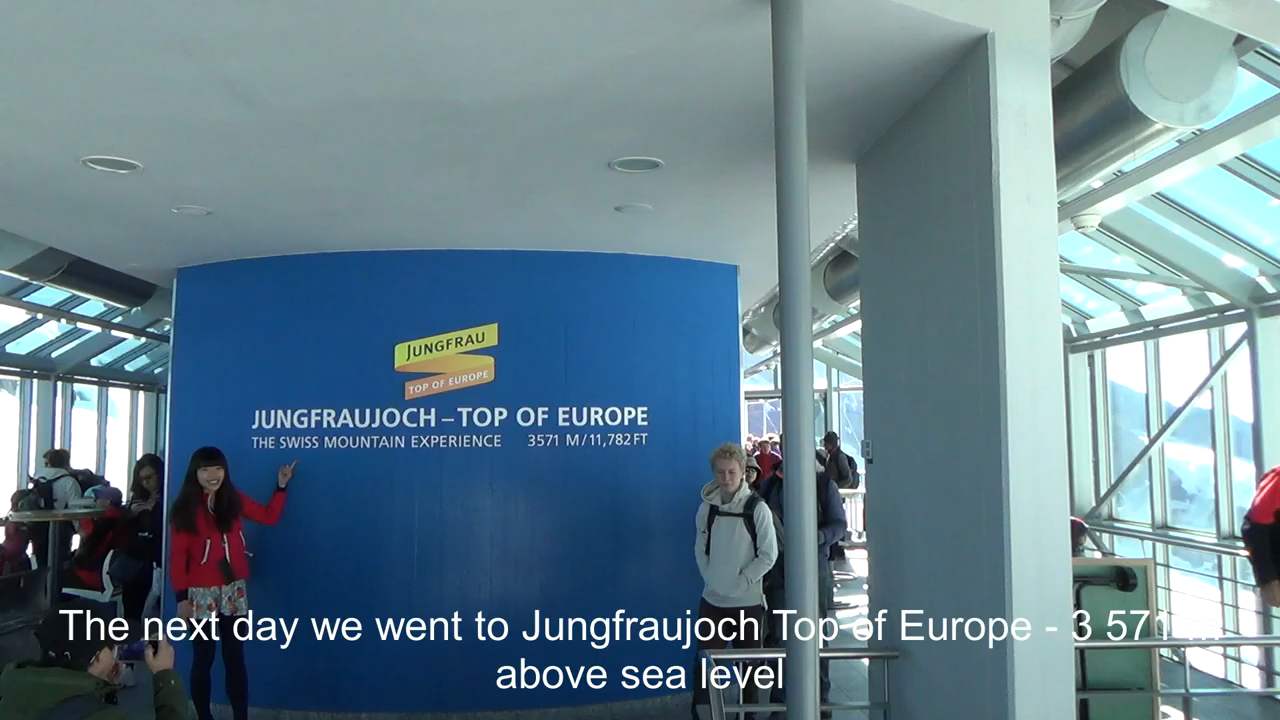 JUNGFRAU
TOP OF EUROPE
JUNGFRAUJOCH – TOP OF EUROPE
THE SWISS MOUNTAIN EXPERIENCE 3571 M/11,782 FT
The next day we went to Jungfraujoch Top of Europe - 3 571 m
above sea level